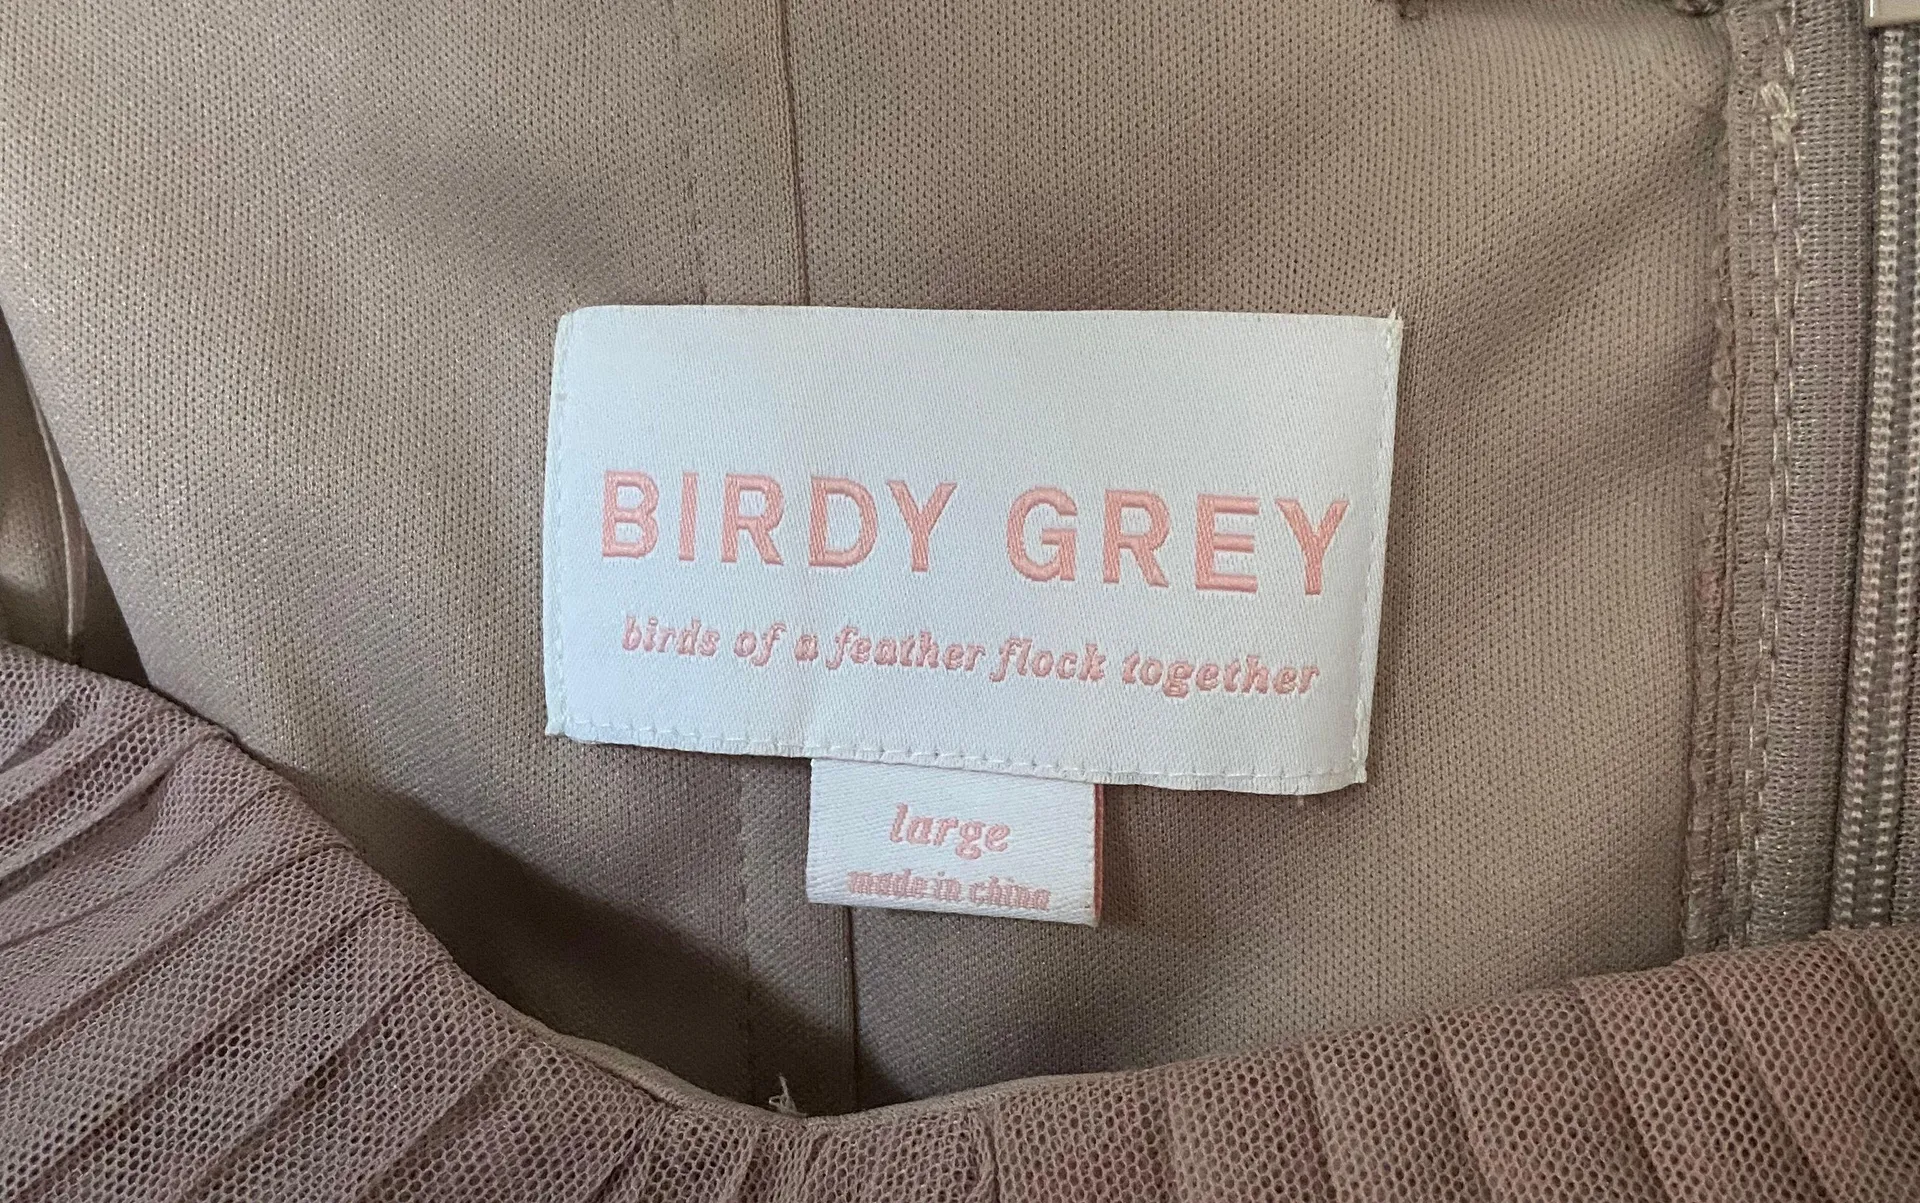 BIRDY GREY
birds of a feather flock together
large
made in china